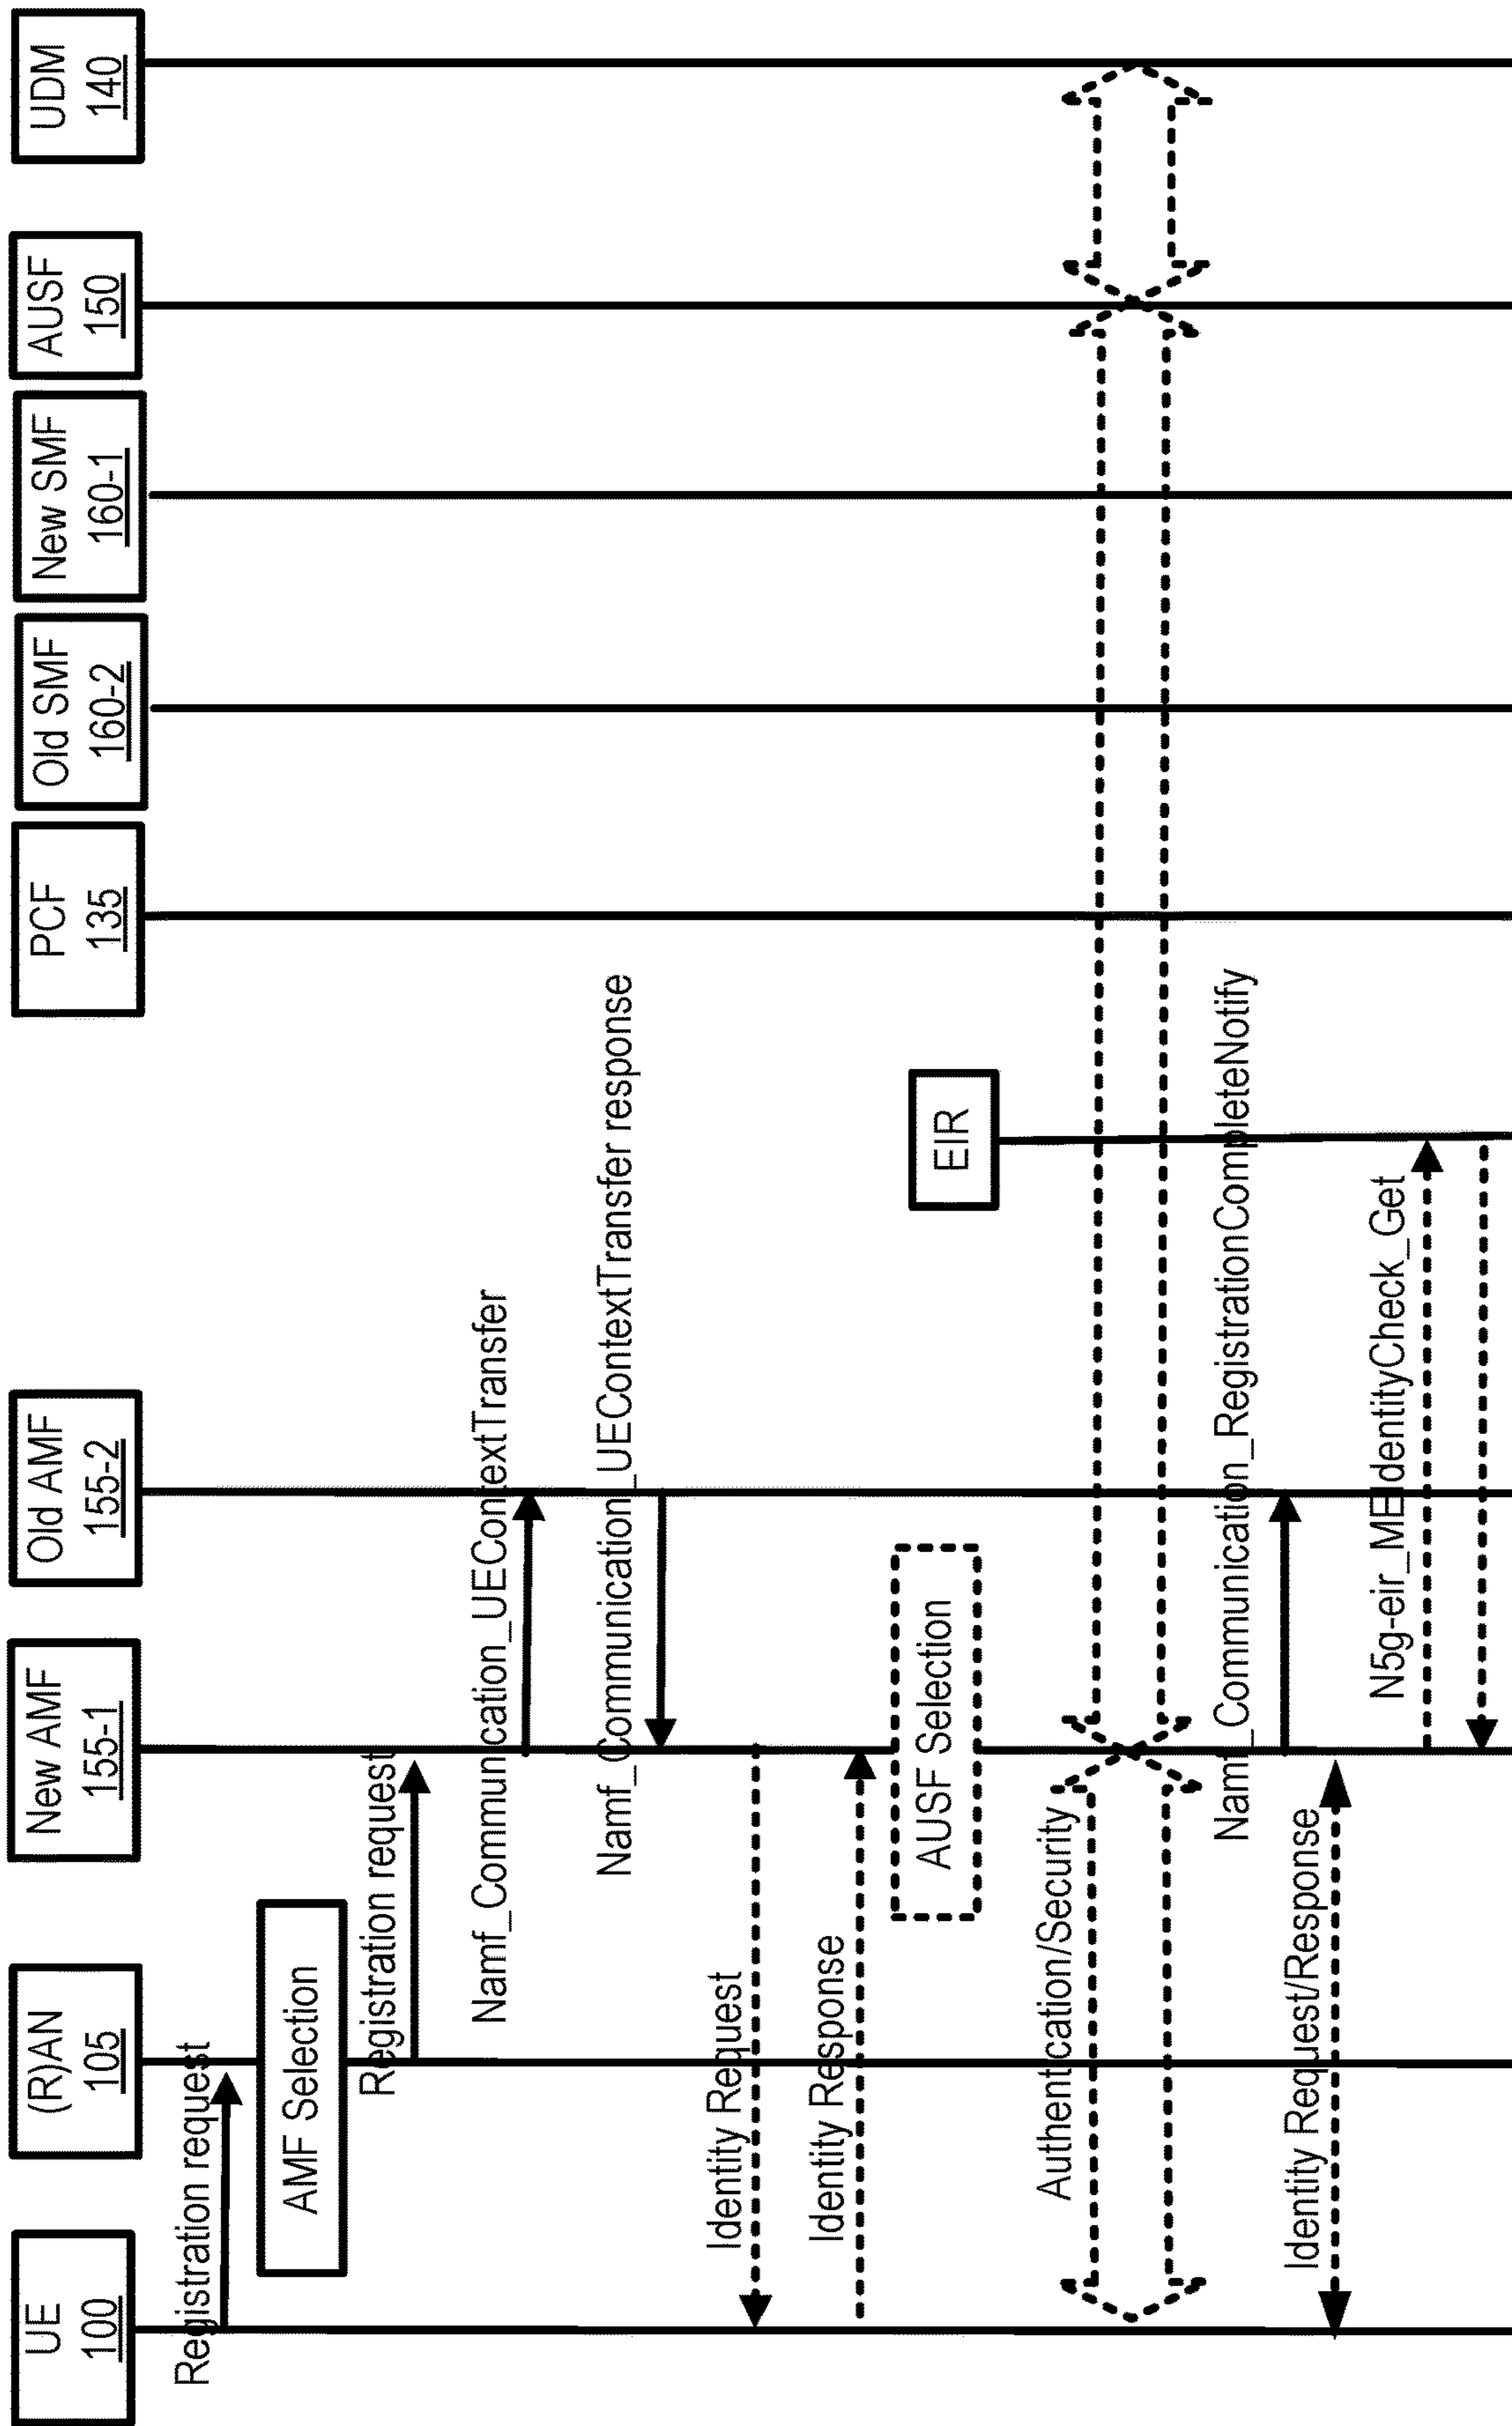 UE
100
(R)AN
105
New AMF
155-1
Old AMF
155-2
PCF
135
Old SMF
160-2
New SMF
160-1
AUSF
150
UDM
140
Registration request
AMF Selection
Registration request
Namf_Communication_UEContextTransfer
Namf_Communication_UEContextTransfer response
Identity Request
Identity Response
AUSF Selection
EIR
Authentication/Security
Namf_Communication_RegistrationCompleteNotify
Identity Request/Response
N5g-eir_MEIdentityCheck_Get